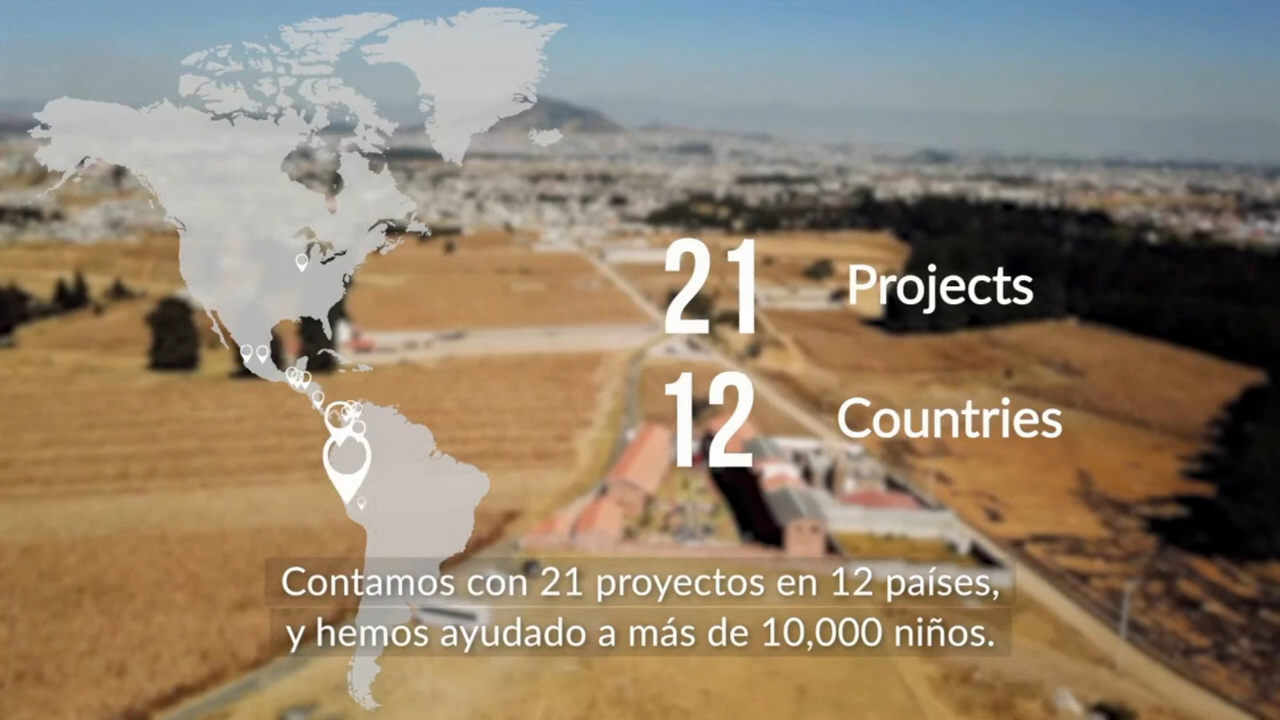 21 Projects
12 Countries
Contamos con 21 proyectos en 12 países,
y hemos ayudado a más de 10,000 niños.